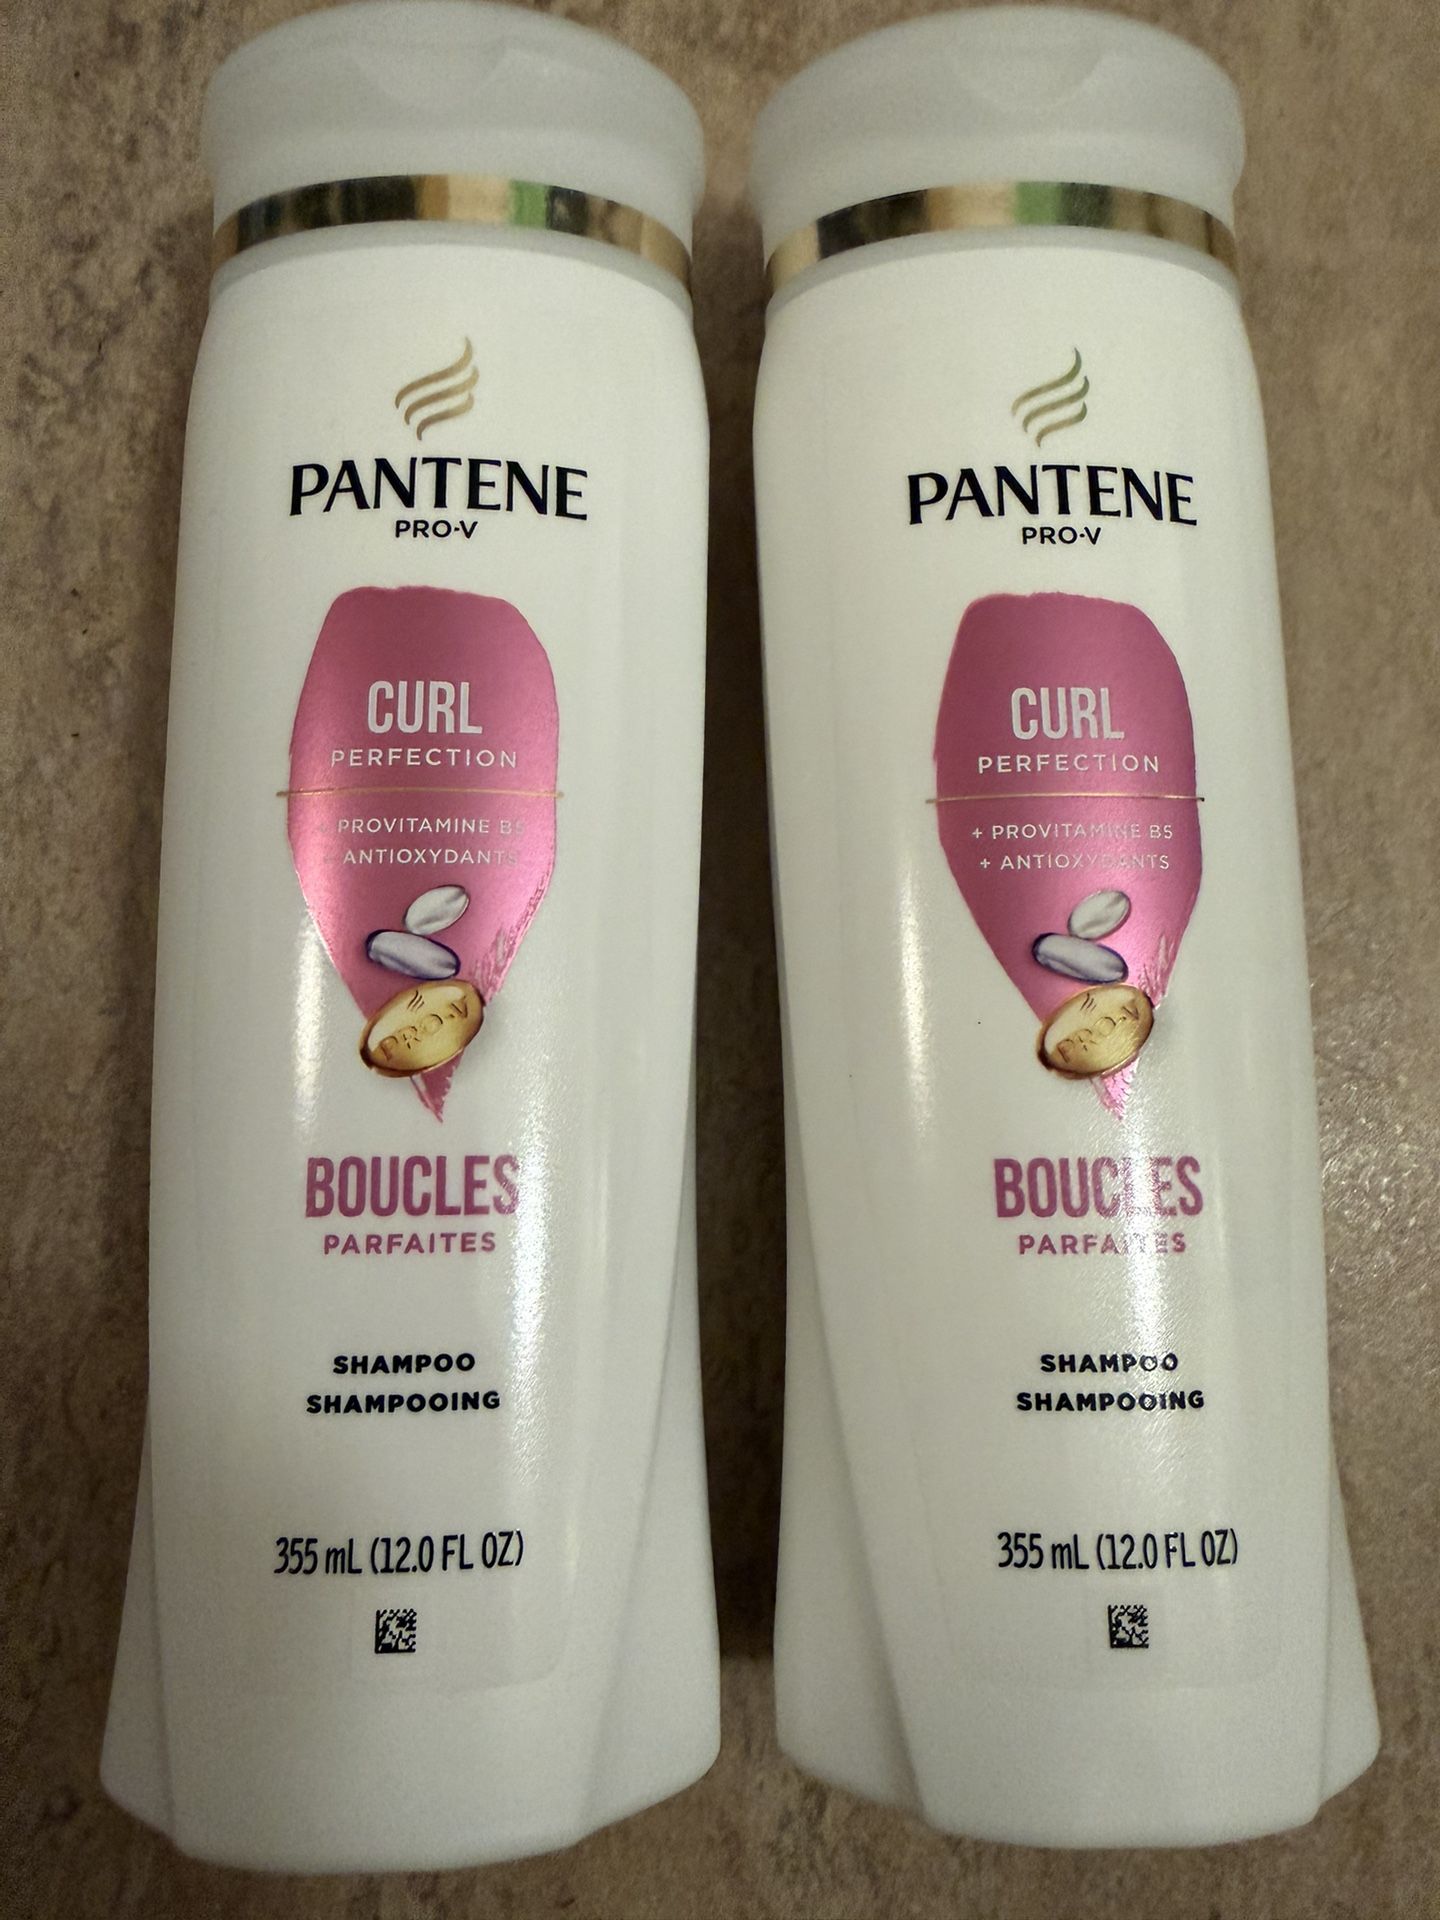 PANTENE
PRO-V
CURL
PERFECTION
+ PROVITAMINE B5
+ ANTIOXYDANTS
PRO-V
BOUCLES
PARFAITES
SHAMPOO
SHAMPOOING
355 mL (12.0 FL OZ)
PANTENE
PRO-V
CURL
PERFECTION
+ PROVITAMINE B5
+ ANTIOXYDANTS
PRO-V
BOUCLES
PARFAITES
SHAMPOO
SHAMPOOING
355 mL (12.0 FL OZ)